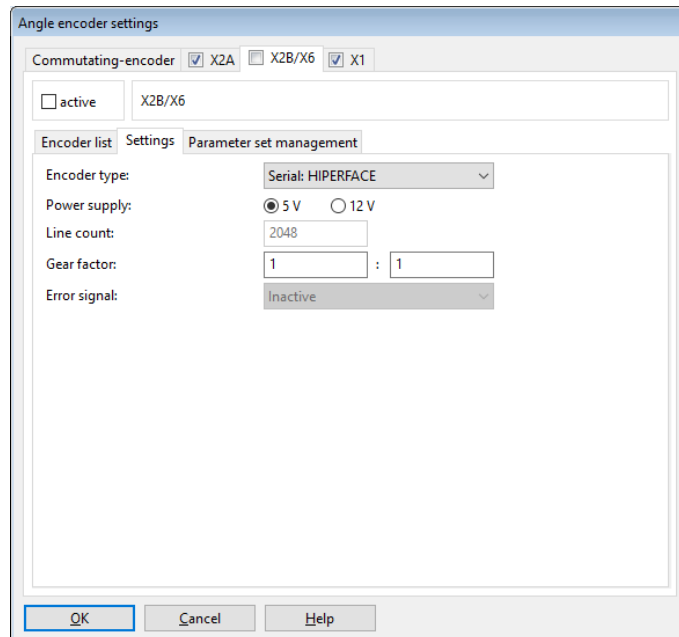 Angle encoder settings
Commutating-encoder X2A X2B/X6 X1
active X2B/X6
Encoder list Settings Parameter set management
Encoder type: Serial: HIPERFACE
Power supply: 5 V 12 V
Line count: 2048
Gear factor: 1 : 1
Error signal: Inactive
OK Cancel Help